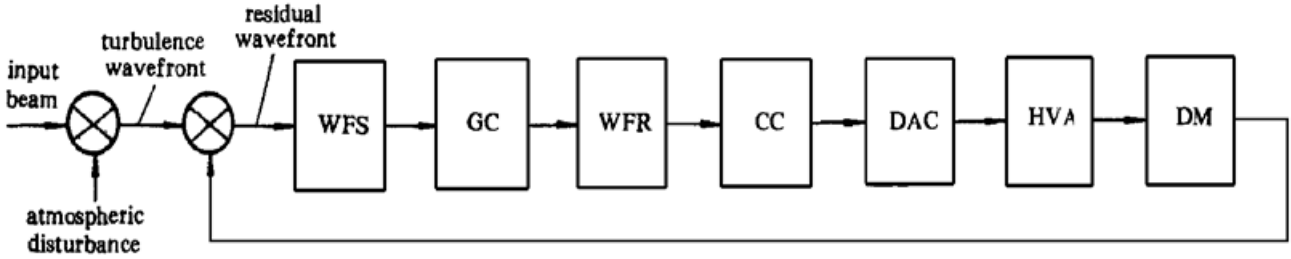 input
beam
turbulence
wavefront
residual
wavefront
atmospheric
disturbance
WFS
GC
WFR
CC
DAC
HVA
DM